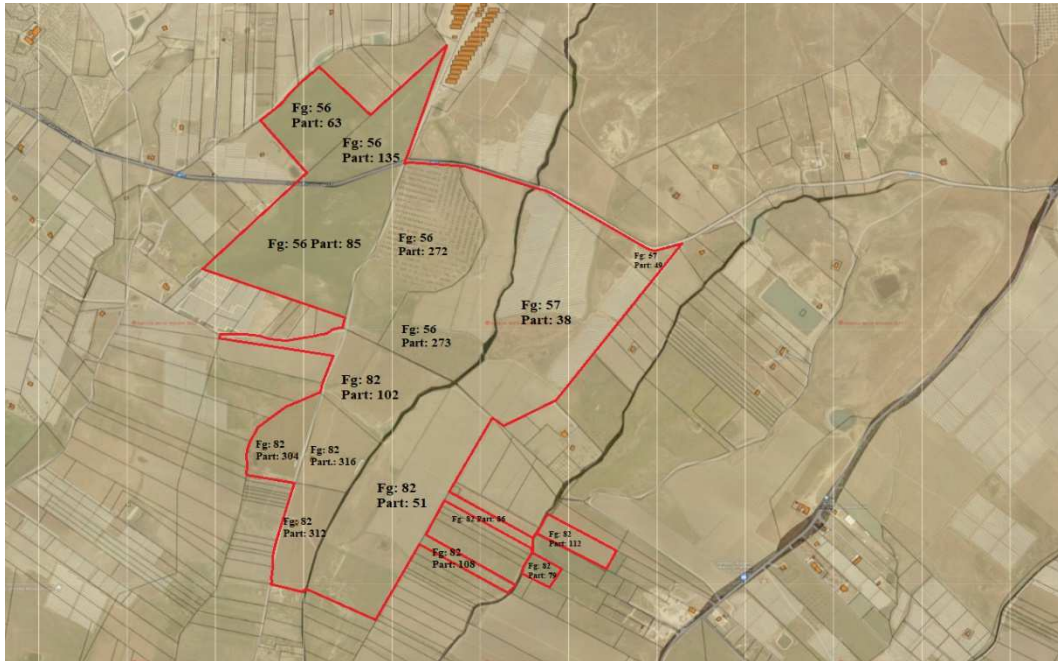 Fg: 56
Part: 63
Fg: 56
Part: 135
Fg: 56 Part: 85
Fg: 56
Part: 272
Fg: 57
Part: 49
Fg: 57
Part: 38
Fg: 56
Part: 273
Fg: 82
Part: 102
Fg: 82
Part: 304
Fg: 82
Part.: 316
Fg: 82
Part: 51
Fg: 82
Part: 312
Fg: 82 Part: 86
Fg: 82
Part: 112
Fg: 82
Part: 108
Fg: 82
Part: 79